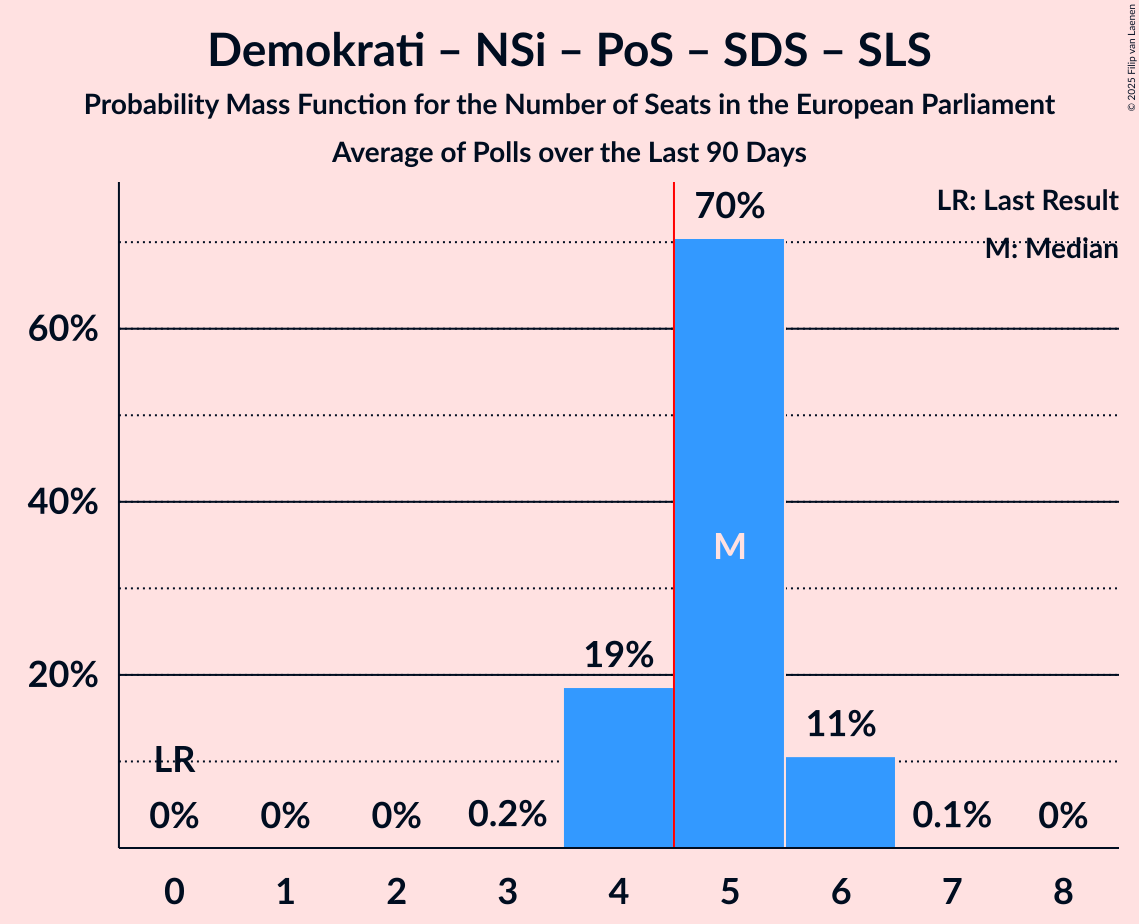 Demokrati – NSi – PoS – SDS – SLS
Probability Mass Function for the Number of Seats in the European Parliament
Average of Polls over the Last 90 Days
© 2025 Filip van Laenen
LR: Last Result
M: Median
70%
60%
40%
M
19%
20%
11%
LR
0%
0%
0%
0.2%
0.1%
0%
0 1 2 3 4 5 6 7 8